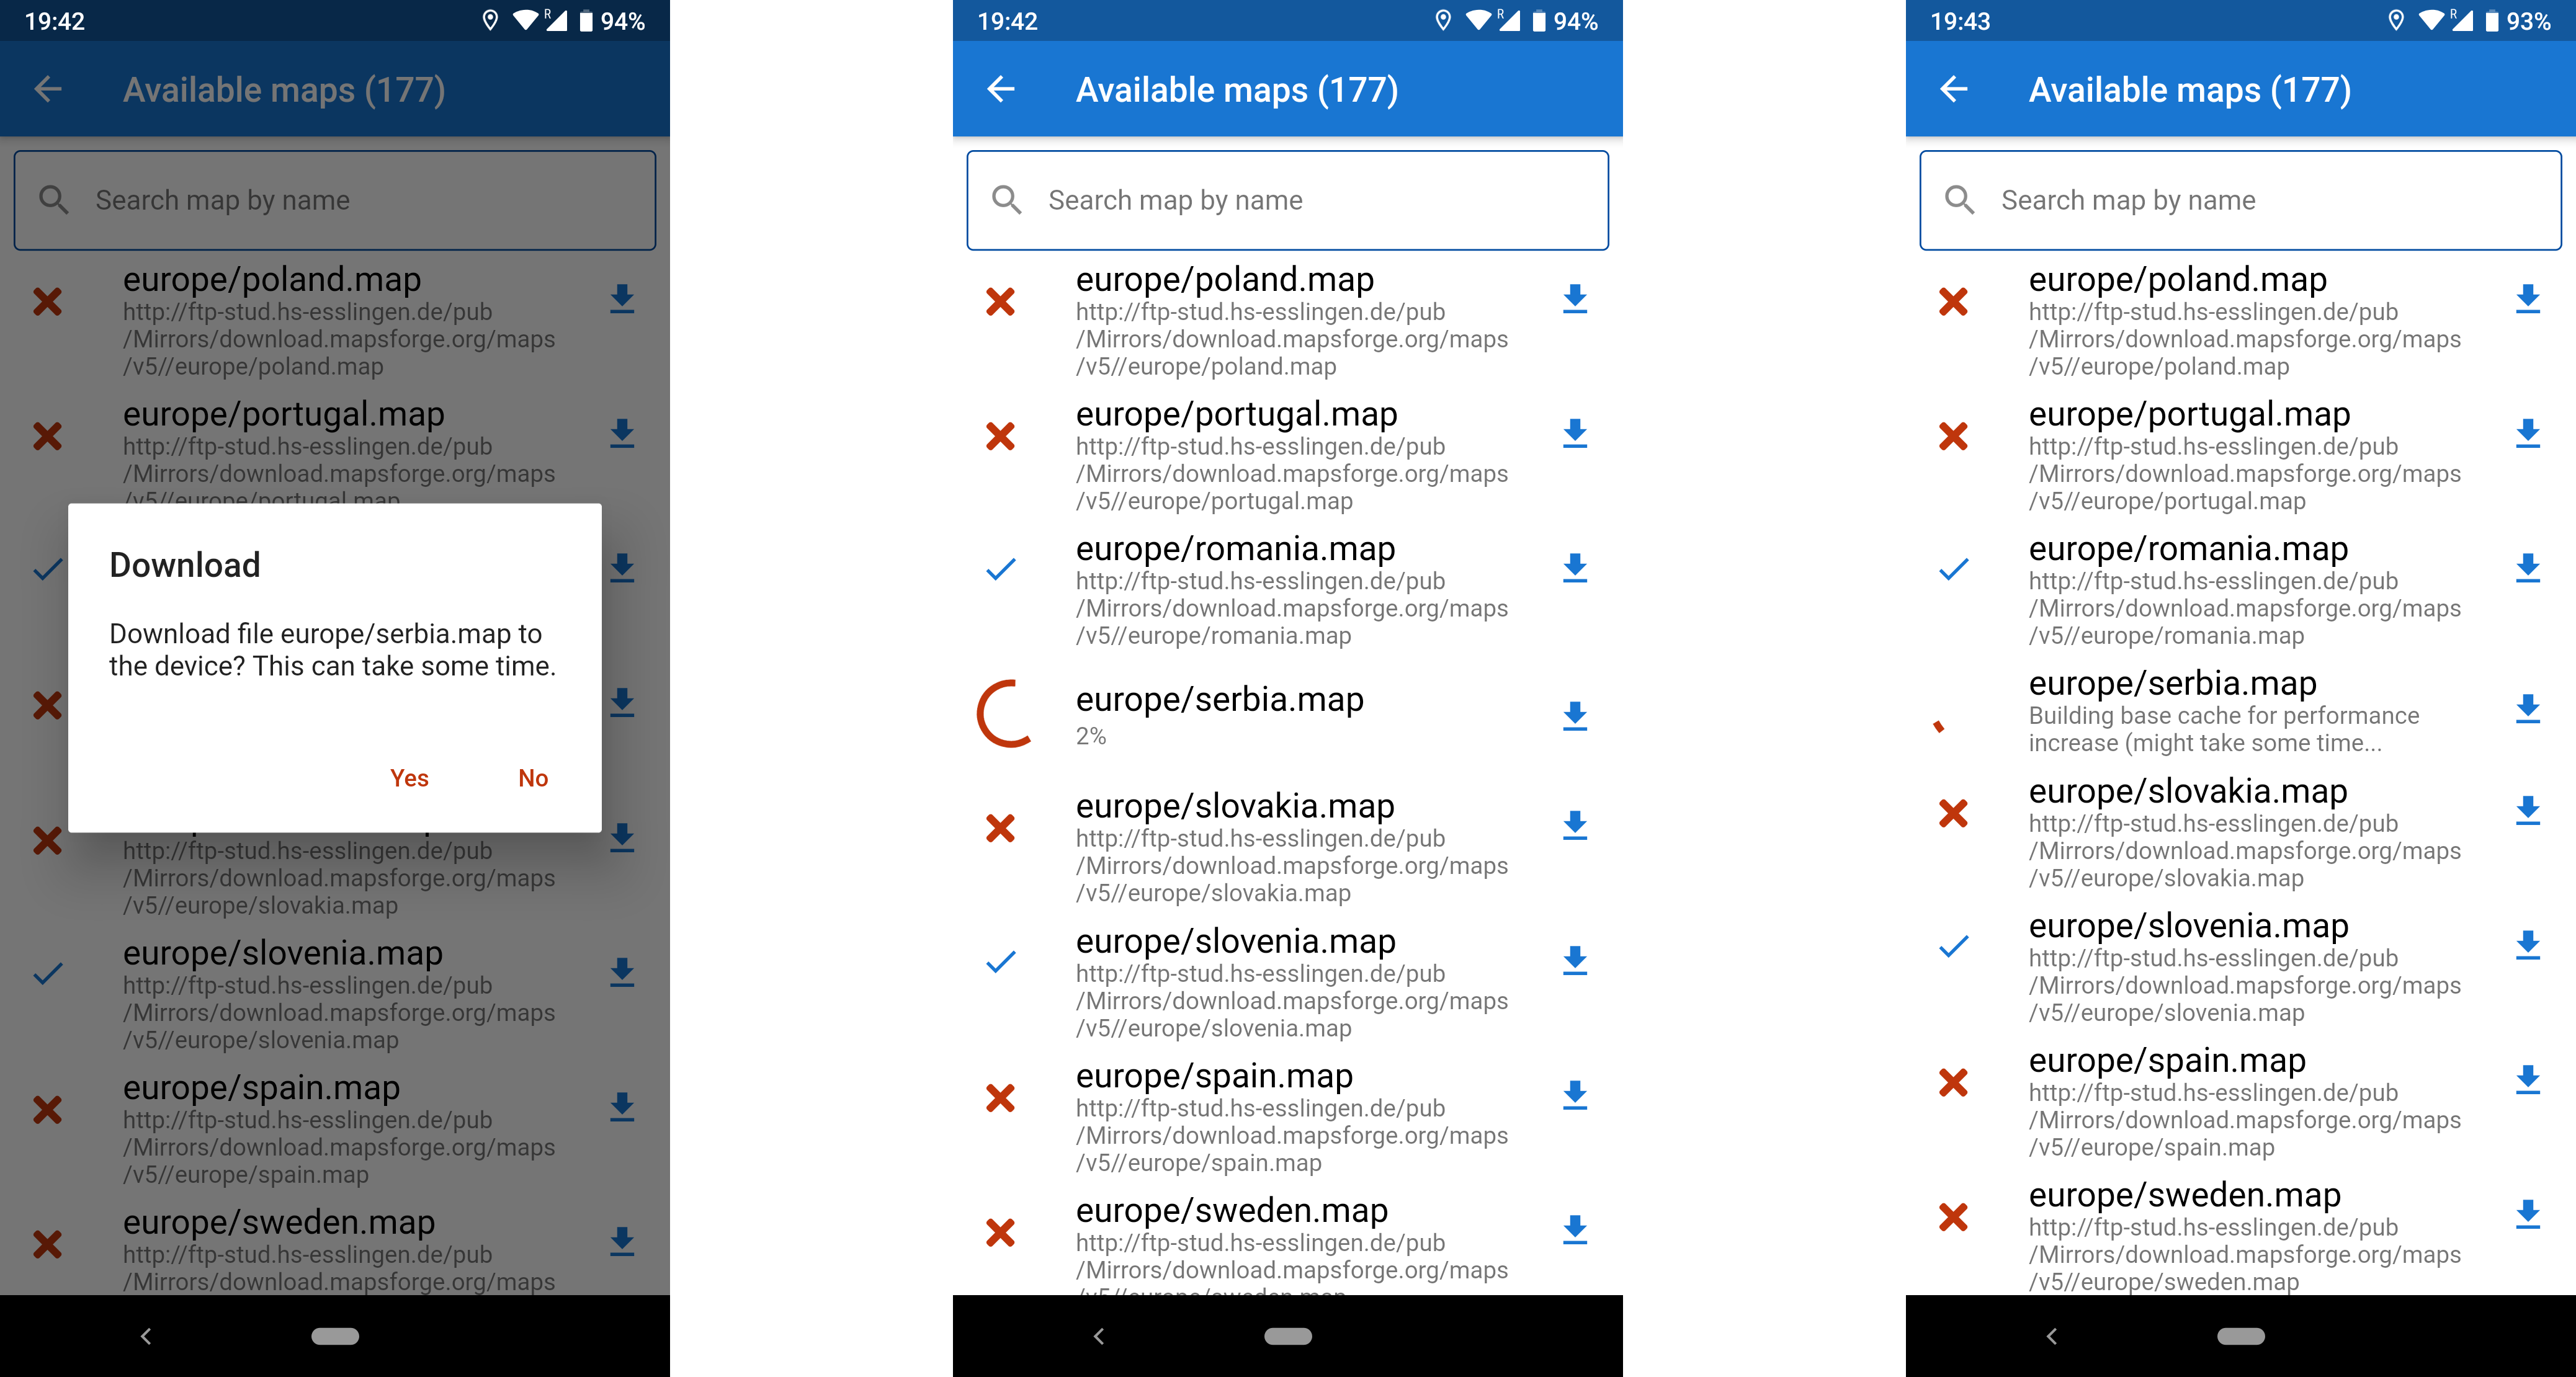 19:42
R
94%
Available maps (177)
Search map by name
europe/poland.map
http://ftp-stud.hs-esslingen.de/pub
/Mirrors/download.mapsforge.org/maps
/v5//europe/poland.map
europe/portugal.map
http://ftp-stud.hs-esslingen.de/pub
/Mirrors/download.mapsforge.org/maps
/v5//europe/portugal.map
Download
Download file europe/serbia.map to
the device? This can take some time.
Yes No
http://ftp-stud.hs-esslingen.de/pub
/Mirrors/download.mapsforge.org/maps
/v5//europe/slovakia.map
europe/slovenia.map
http://ftp-stud.hs-esslingen.de/pub
/Mirrors/download.mapsforge.org/maps
/v5//europe/slovenia.map
europe/spain.map
http://ftp-stud.hs-esslingen.de/pub
/Mirrors/download.mapsforge.org/maps
/v5//europe/spain.map
europe/sweden.map
http://ftp-stud.hs-esslingen.de/pub
/Mirrors/download.mapsforge.org/maps
19:42
R
94%
Available maps (177)
Search map by name
europe/poland.map
http://ftp-stud.hs-esslingen.de/pub
/Mirrors/download.mapsforge.org/maps
/v5//europe/poland.map
europe/portugal.map
http://ftp-stud.hs-esslingen.de/pub
/Mirrors/download.mapsforge.org/maps
/v5//europe/portugal.map
europe/romania.map
http://ftp-stud.hs-esslingen.de/pub
/Mirrors/download.mapsforge.org/maps
/v5//europe/romania.map
europe/serbia.map
2%
europe/slovakia.map
http://ftp-stud.hs-esslingen.de/pub
/Mirrors/download.mapsforge.org/maps
/v5//europe/slovakia.map
europe/slovenia.map
http://ftp-stud.hs-esslingen.de/pub
/Mirrors/download.mapsforge.org/maps
/v5//europe/slovenia.map
europe/spain.map
http://ftp-stud.hs-esslingen.de/pub
/Mirrors/download.mapsforge.org/maps
/v5//europe/spain.map
europe/sweden.map
http://ftp-stud.hs-esslingen.de/pub
/Mirrors/download.mapsforge.org/maps
/v5//europe/sweden.map
19:43
R
93%
Available maps (177)
Search map by name
europe/poland.map
http://ftp-stud.hs-esslingen.de/pub
/Mirrors/download.mapsforge.org/maps
/v5//europe/poland.map
europe/portugal.map
http://ftp-stud.hs-esslingen.de/pub
/Mirrors/download.mapsforge.org/maps
/v5//europe/portugal.map
europe/romania.map
http://ftp-stud.hs-esslingen.de/pub
/Mirrors/download.mapsforge.org/maps
/v5//europe/romania.map
europe/serbia.map
Building base cache for performance
increase (might take some time...
europe/slovakia.map
http://ftp-stud.hs-esslingen.de/pub
/Mirrors/download.mapsforge.org/maps
/v5//europe/slovakia.map
europe/slovenia.map
http://ftp-stud.hs-esslingen.de/pub
/Mirrors/download.mapsforge.org/maps
/v5//europe/slovenia.map
europe/spain.map
http://ftp-stud.hs-esslingen.de/pub
/Mirrors/download.mapsforge.org/maps
/v5//europe/spain.map
europe/sweden.map
http://ftp-stud.hs-esslingen.de/pub
/Mirrors/download.mapsforge.org/maps
/v5//europe/sweden.map